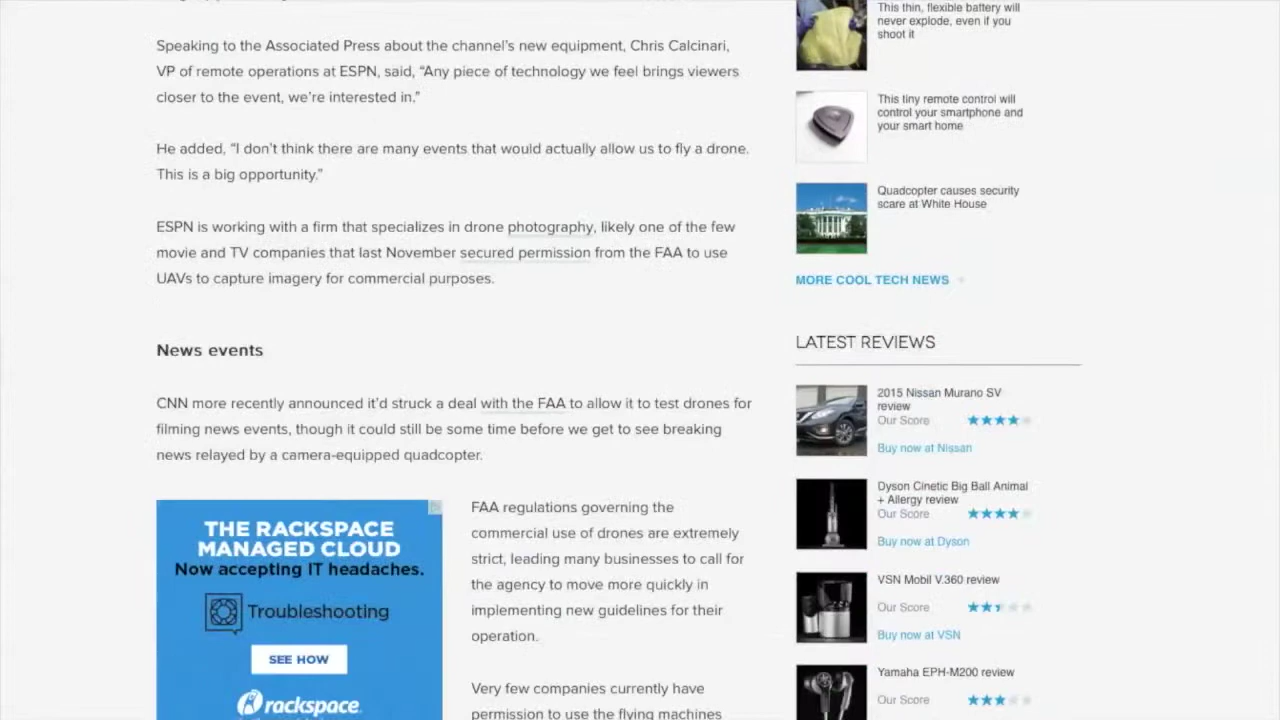 Speaking to the Associated Press about the channel's new equipment, Chris Calcinari,
VP of remote operations at ESPN, said, “Any piece of technology we feel brings viewers
closer to the event, we're interested in.”
He added, “I don't think there are many events that would actually allow us to fly a drone.
This is a big opportunity.”
ESPN is working with a firm that specializes in drone photography, likely one of the few
movie and TV companies that last November secured permission from the FAA to use
UAVs to capture imagery for commercial purposes.
News events
CNN more recently announced it'd struck a deal with the FAA to allow it to test drones for
filming news events, though it could still be some time before we get to see breaking
news relayed by a camera-equipped quadcopter.
THE RACKSPACE
MANAGED CLOUD
Now accepting IT headaches.
Troubleshooting
SEE HOW
rackspace
FAA regulations governing the
commercial use of drones are extremely
strict, leading many businesses to call for
the agency to move more quickly in
implementing new guidelines for their
operation.
Very few companies currently have
permission to use the flying machines
This thin, flexible battery will
never explode, even if you
shoot it
This tiny remote control will
control your smartphone and
your smart home
Quadcopter causes security
scare at White House
MORE COOL TECH NEWS
LATEST REVIEWS
2015 Nissan Murano SV
review
Our Score
Buy now at Nissan
Dyson Cinetic Big Ball Animal
+ Allergy review
Our Score
Buy now at Dyson
VSN Mobil V.360 review
Our Score
Buy now at VSN
Yamaha EPH-M200 review
Our Score